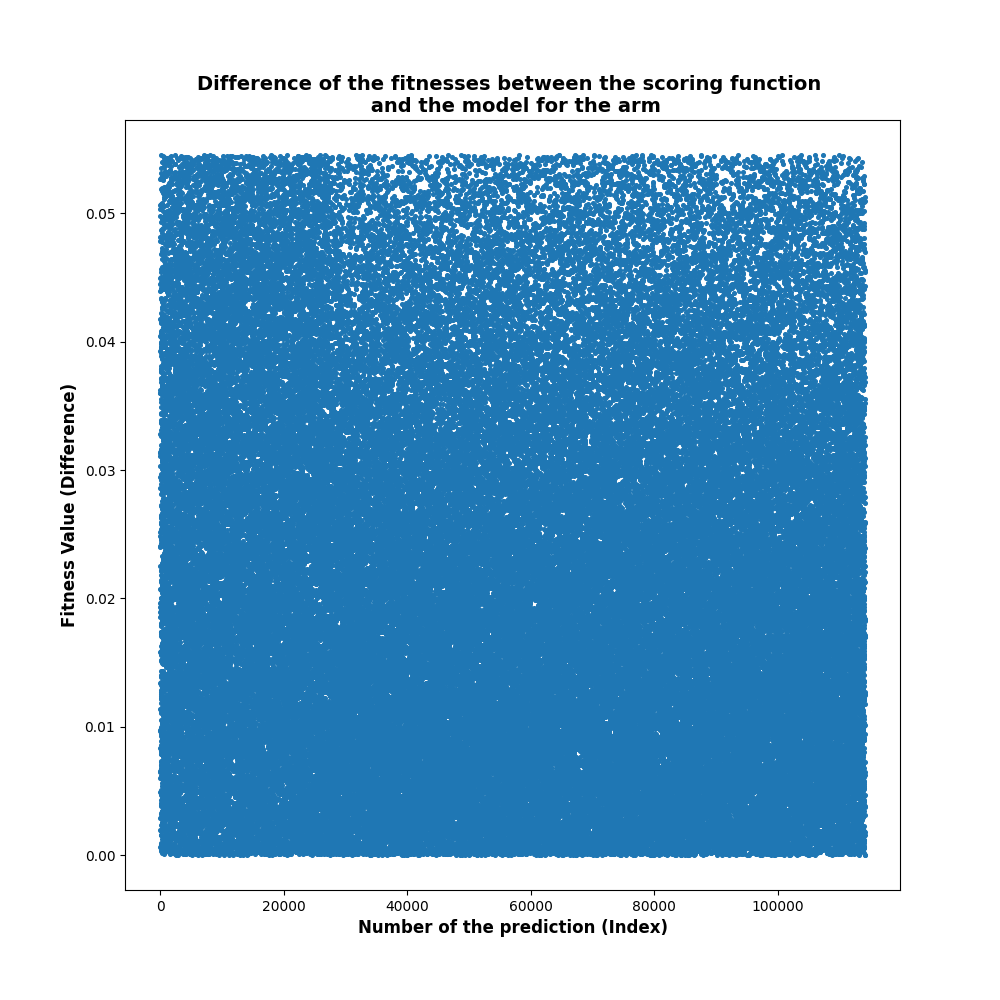 Difference of the fitnesses between the scoring function
and the model for the arm
0.05
0.04
0.03
0.02
0.01
0.00
Fitness Value (Difference)
0 20000 40000 60000 80000 100000
Number of the prediction (Index)